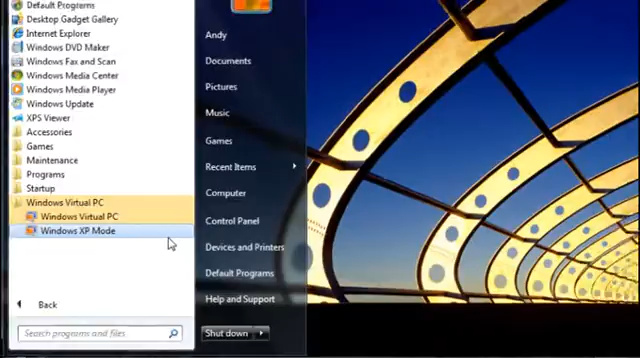 Default Programs
Desktop Gadget Gallery
Internet Explorer
Windows DVD Maker
Windows Fax and Scan
Windows Media Center
Windows Media Player
Windows Update
XPS Viewer
Accessories
Games
Maintenance
Programs
Startup
Windows Virtual PC
Windows Virtual PC
Windows XP Mode
Back
Search programs and files
Andy
Documents
Pictures
Music
Games
Recent Items
Computer
Control Panel
Devices and Printers
Default Programs
Help and Support
Shut down